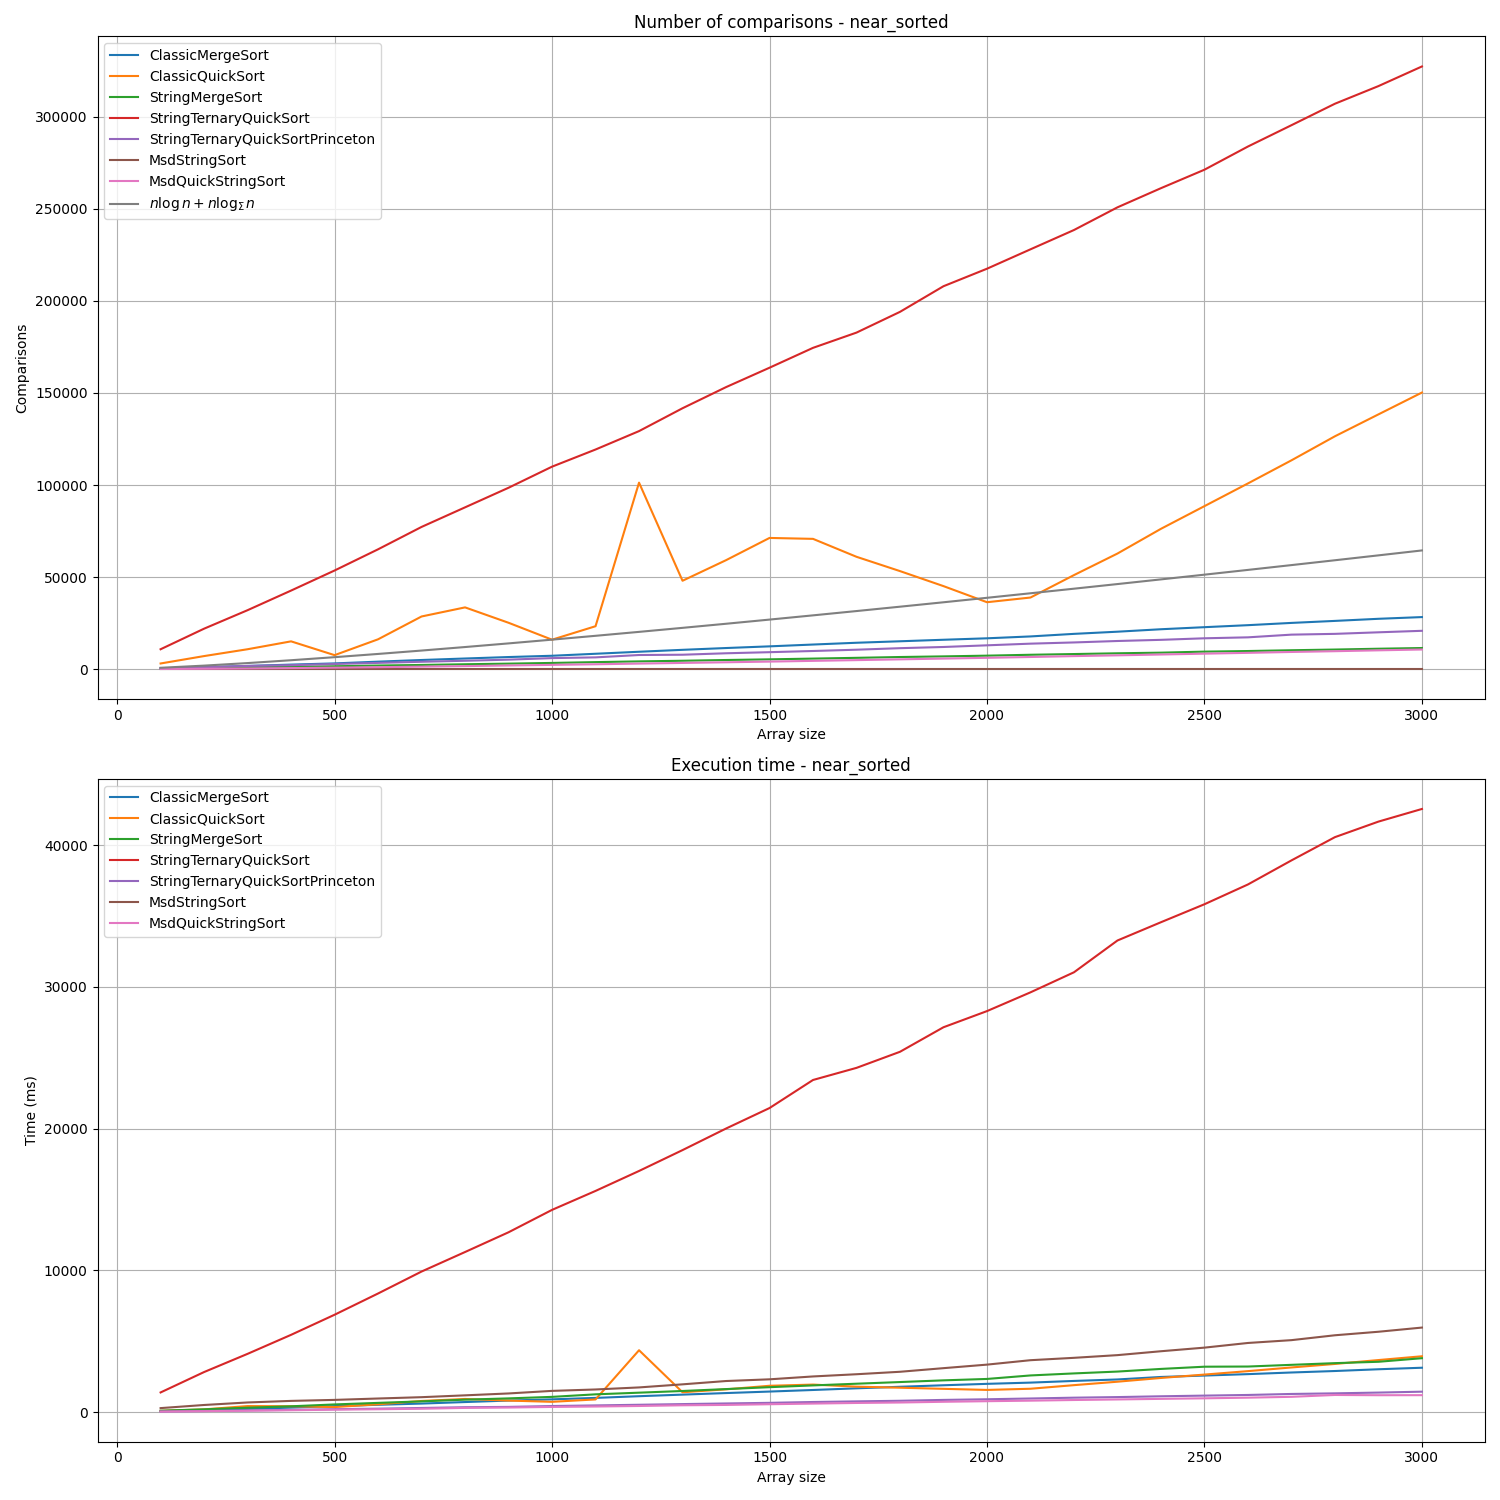 Number of comparisons - near_sorted
ClassicMergeSort
ClassicQuickSort
StringMergeSort
StringTernaryQuickSort
StringTernaryQuickSortPrinceton
MsdStringSort
MsdQuickStringSort
n log n + n log_Σ n
Comparisons
300000
250000
200000
150000
100000
50000
0
0 500 1000 1500 2000 2500 3000
Array size
Execution time - near_sorted
ClassicMergeSort
ClassicQuickSort
StringMergeSort
StringTernaryQuickSort
StringTernaryQuickSortPrinceton
MsdStringSort
MsdQuickStringSort
Time (ms)
40000
30000
20000
10000
0
0 500 1000 1500 2000 2500 3000
Array size